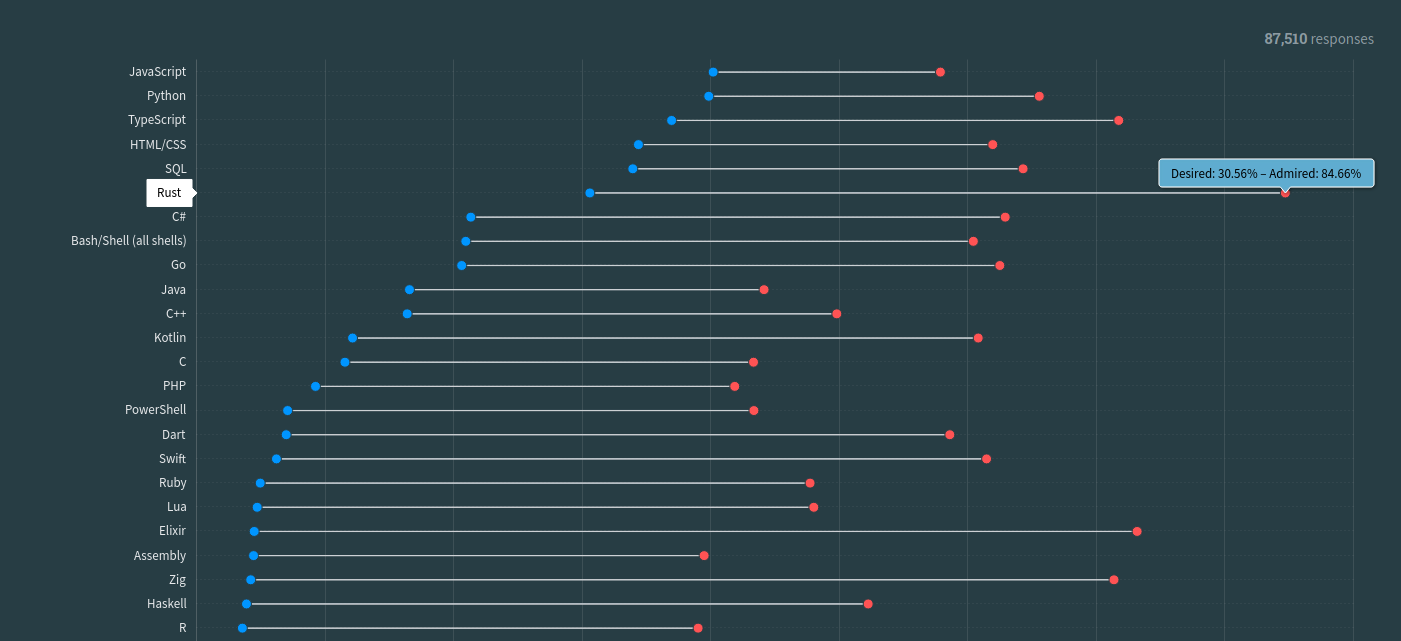 87,510 responses
JavaScript
Python
TypeScript
HTML/CSS
SQL
Desired: 30.56% – Admired: 84.66%
Rust
C#
Bash/Shell (all shells)
Go
Java
C++
Kotlin
C
PHP
PowerShell
Dart
Swift
Ruby
Lua
Elixir
Assembly
Zig
Haskell
R